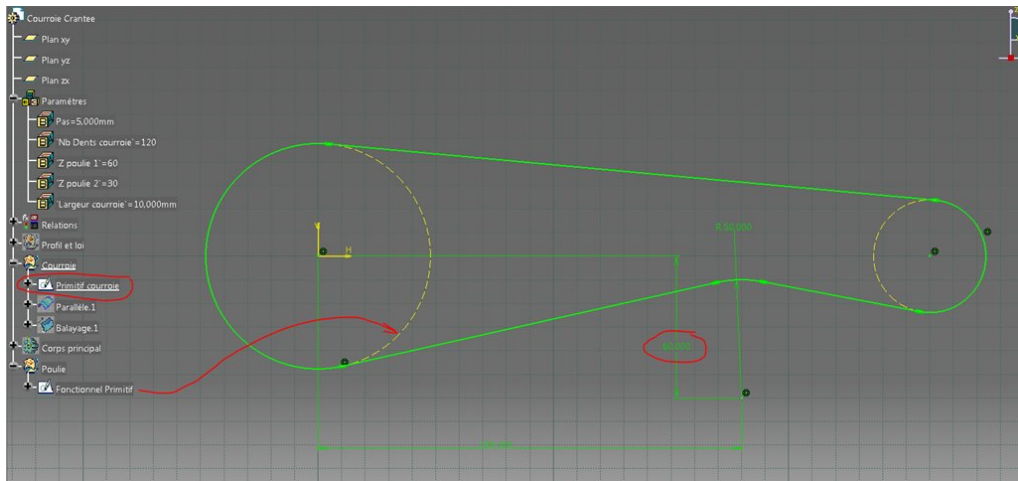 Courroie Crantee
Plan xy
Plan yz
Plan zx
Paramètres
Pas=5,000mm
`Nb Dents courroie`=120
`Z poulie 1`=60
`Z poulie 2`=30
`Largeur courroie`=10,000mm
Relations
Profil et loi
Courroie
Primitif courroie
Parallèle.1
Balayage.1
Corps principal
Poulie
Fonctionnel Primitif
V
H
R 50,000